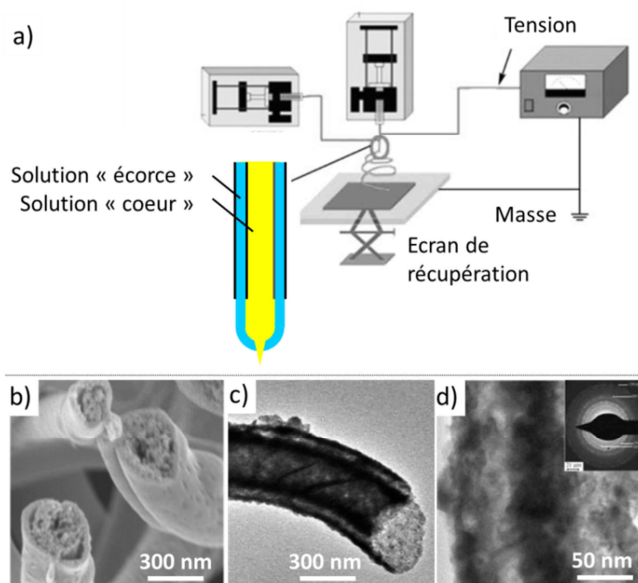 a)
Tension
Solution « écorce »
Solution « coeur »
Masse
Ecran de
récupération
b)
c)
d)
300 nm
300 nm
50 nm